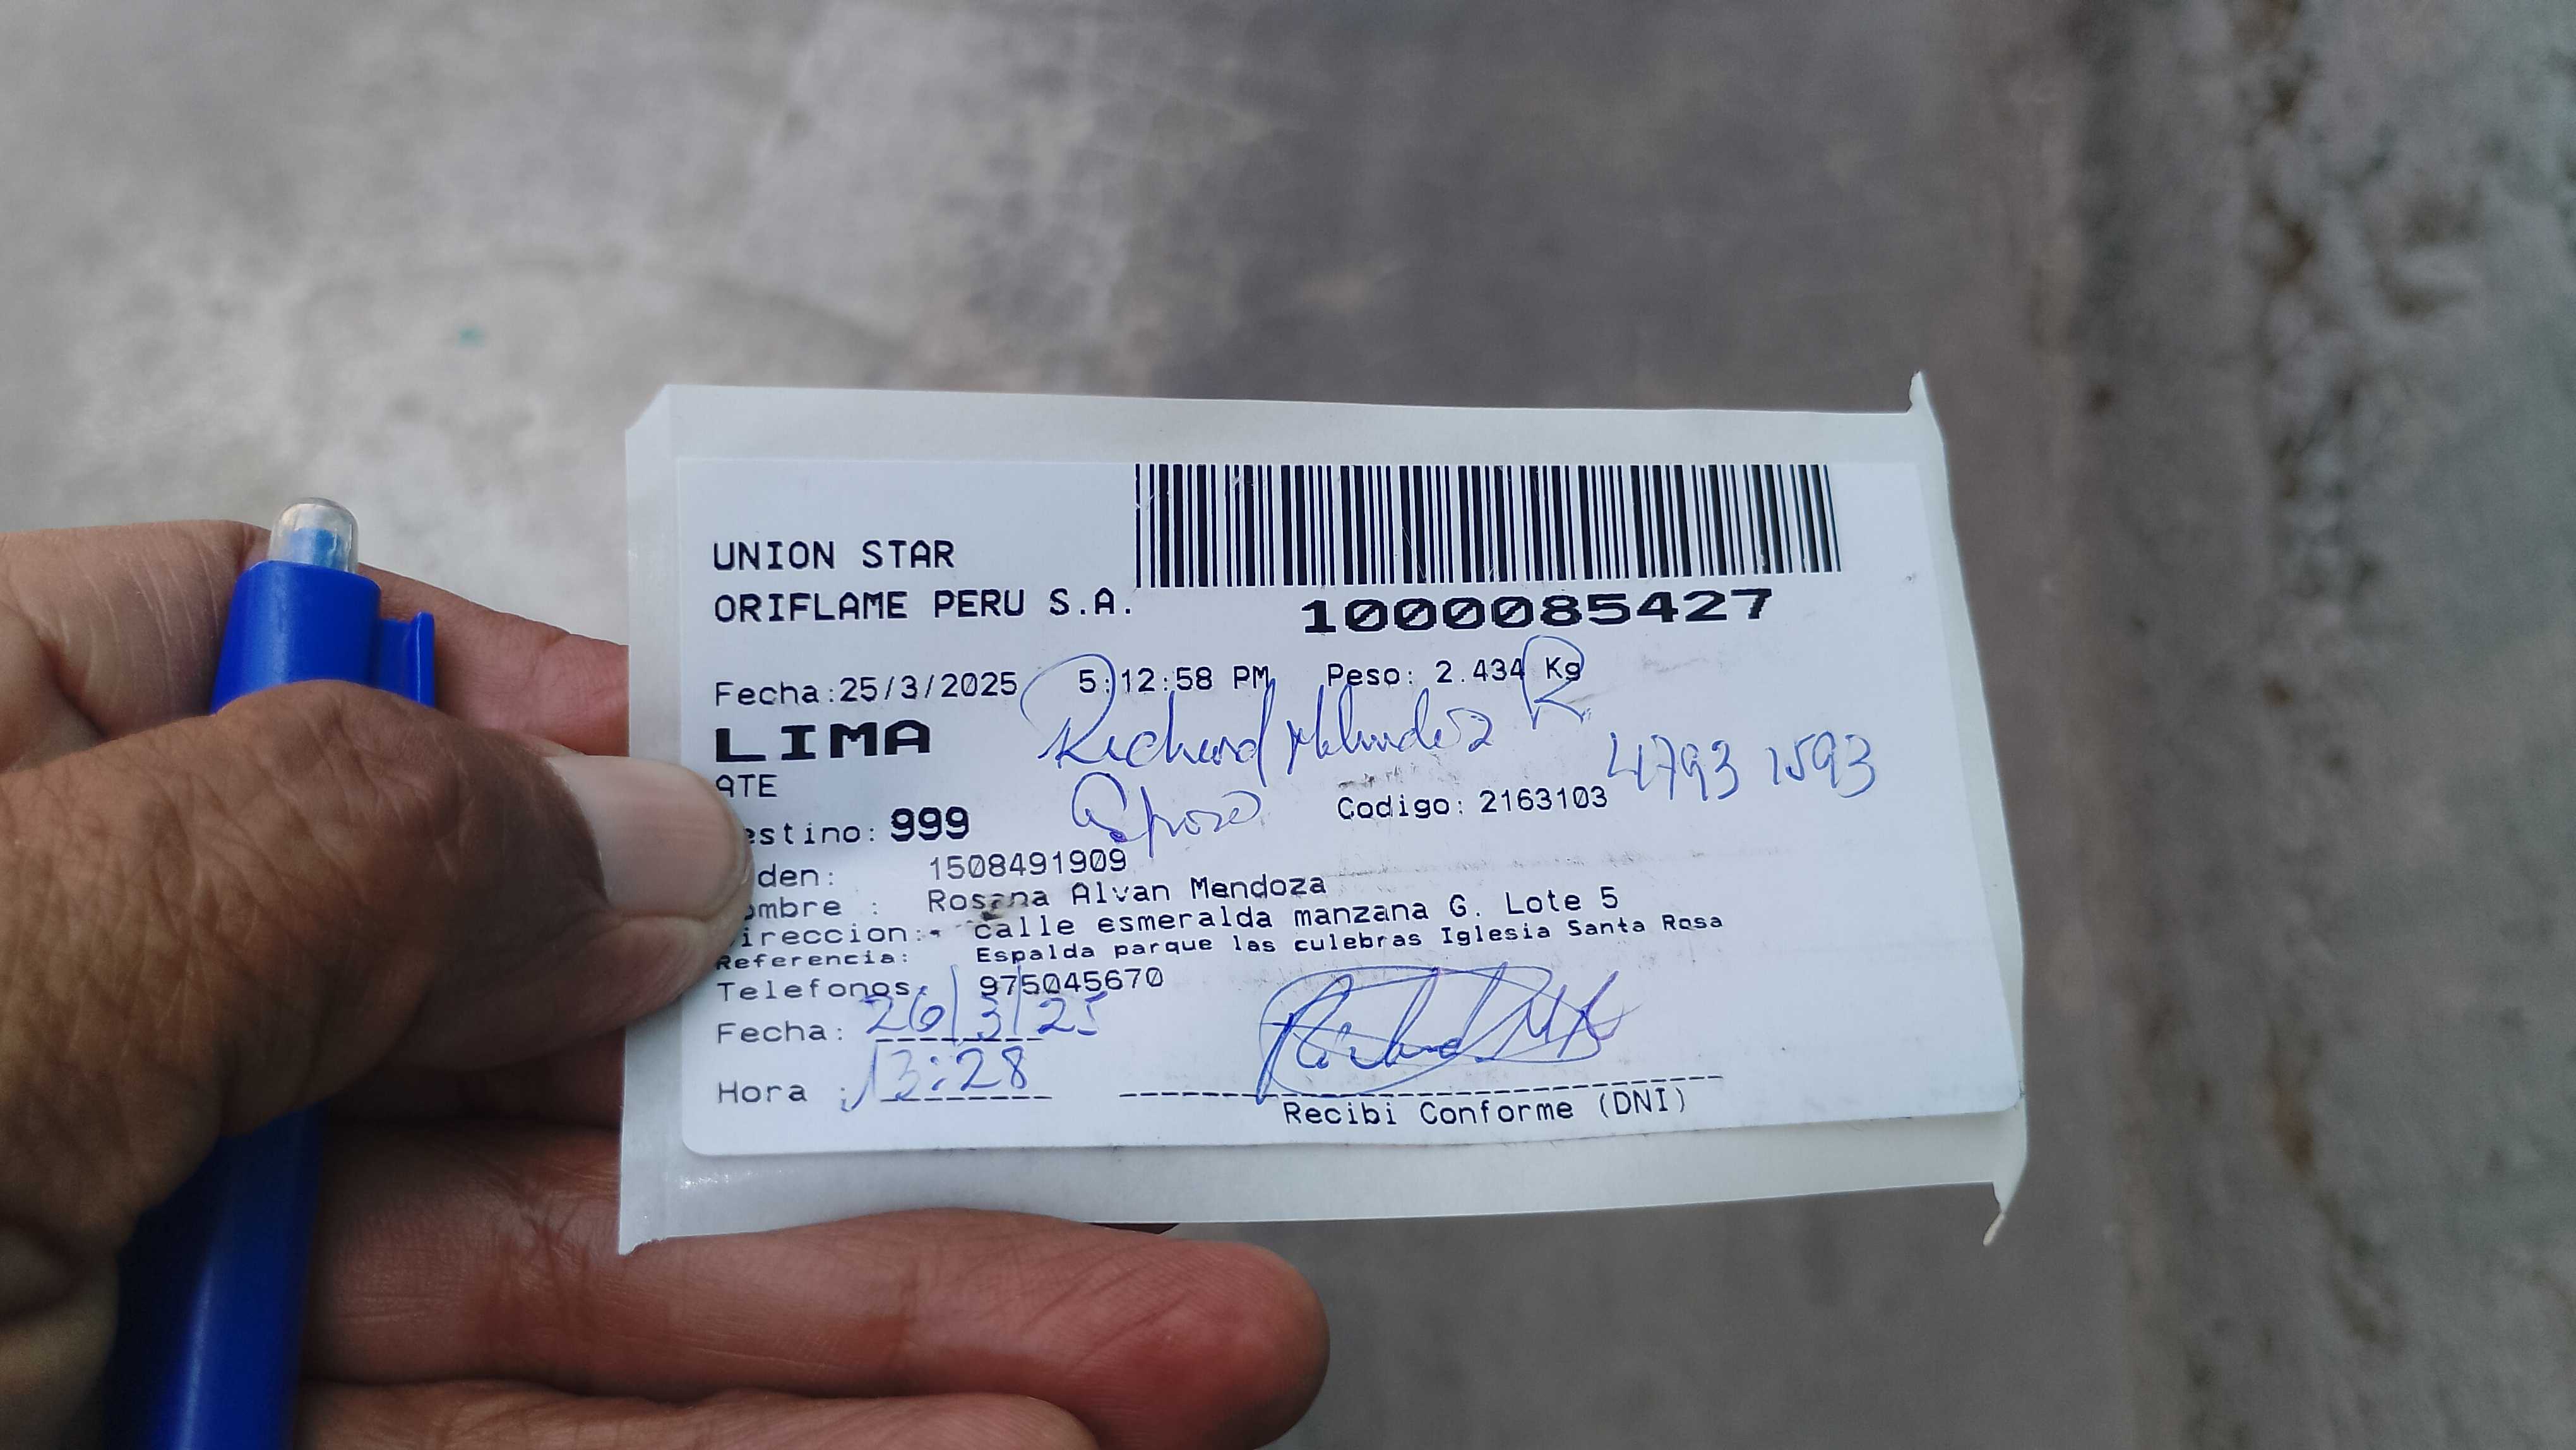 UNION STAR
ORIFLAME PERU S.A.
1000085427
Fecha:25/3/2025 5:12:58 PM Peso: 2.434 Kg
LIMA
Richard R
ATE
4793 1593
estino: 999
Esposo
Codigo: 2163103
den: 1508491909
ombre : Rosana Alvan Mendoza
ireccion: calle esmeralda manzana G. Lote 5
Referencia: Espalda parque las culebras Iglesia Santa Rosa
Telefonos: 975045670
Fecha: 26/3/25
Hora : 13:28
Recibi Conforme (DNI)